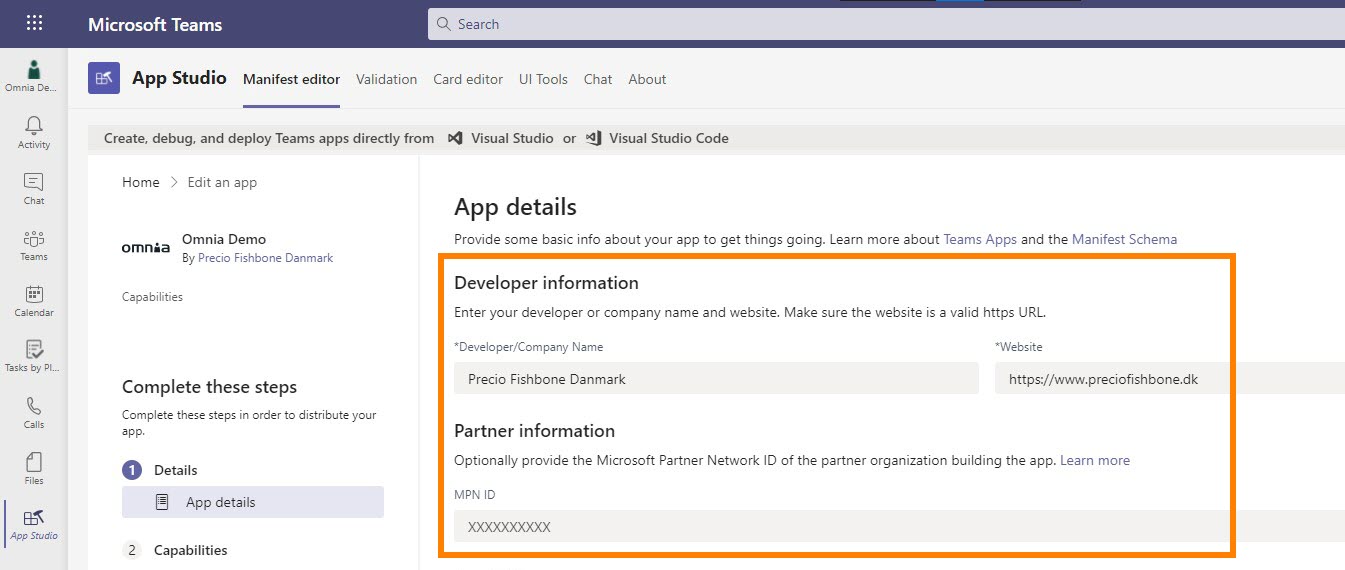 Microsoft Teams
Search
Omnia De...
Activity
Chat
Teams
Calendar
Tasks by Pl...
Calls
Files
App Studio
App Studio
Manifest editor
Validation
Card editor
UI Tools
Chat
About
Create, debug, and deploy Teams apps directly from Visual Studio or Visual Studio Code
Home > Edit an app
omnia
Omnia Demo
By Precio Fishbone Danmark
Capabilities
Complete these steps
Complete these steps in order to distribute your
app.
1 Details
App details
2 Capabilities
App details
Provide some basic info about your app to get things going. Learn more about Teams Apps and the Manifest Schema
Developer information
Enter your developer or company name and website. Make sure the website is a valid https URL.
*Developer/Company Name
*Website
Precio Fishbone Danmark
https://www.preciofishbone.dk
Partner information
Optionally provide the Microsoft Partner Network ID of the partner organization building the app. Learn more
MPN ID
XXXXXXXXXX